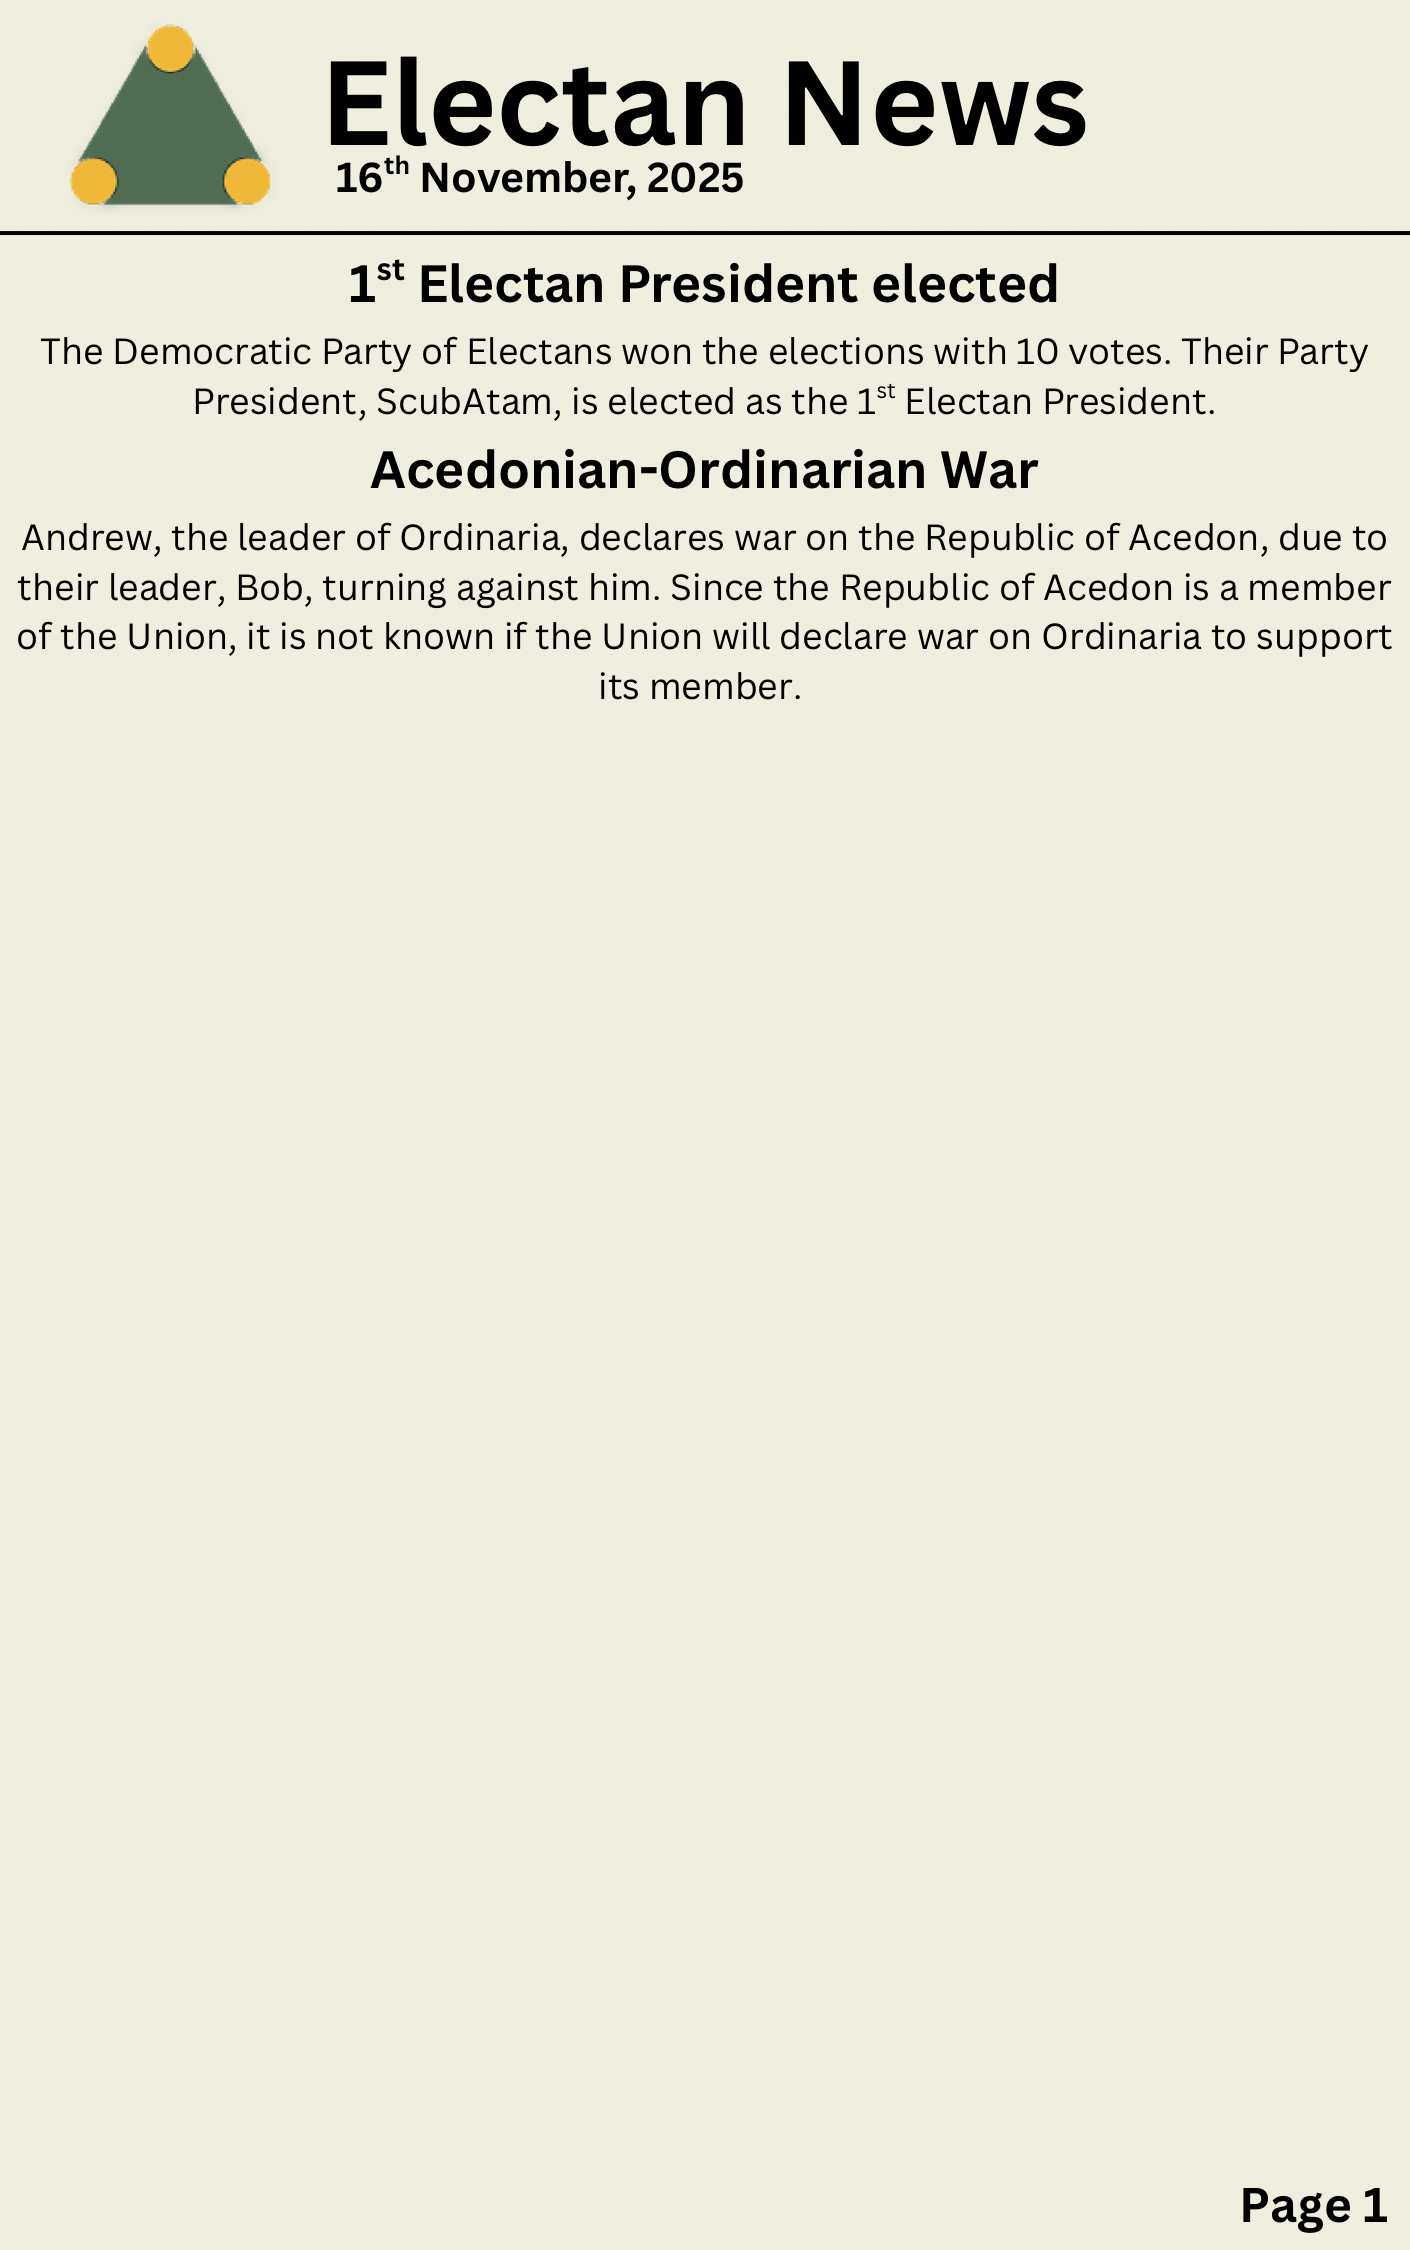 Electan News
16th November, 2025
1st Electan President elected
The Democratic Party of Electans won the elections with 10 votes. Their Party
President, ScubAtam, is elected as the 1st Electan President.
Acedonian-Ordinarian War
Andrew, the leader of Ordinaria, declares war on the Republic of Acedon, due to
their leader, Bob, turning against him. Since the Republic of Acedon is a member
of the Union, it is not known if the Union will declare war on Ordinaria to support
its member.
Page 1